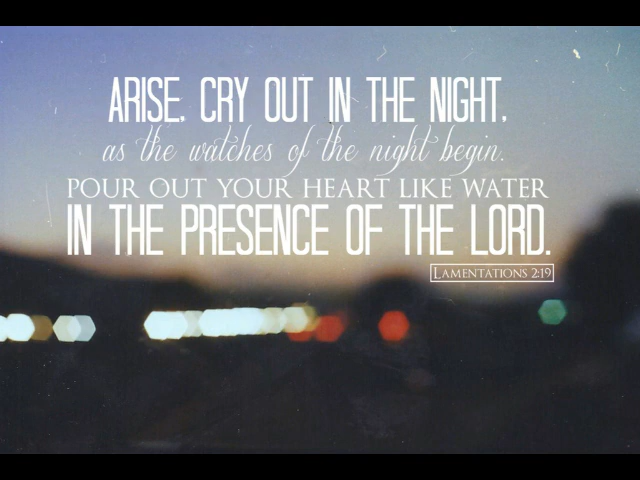 ARISE, CRY OUT IN THE NIGHT,
as the watches of the night begin.
POUR OUT YOUR HEART LIKE WATER
IN THE PRESENCE OF THE LORD.
LAMENTATIONS 2:19